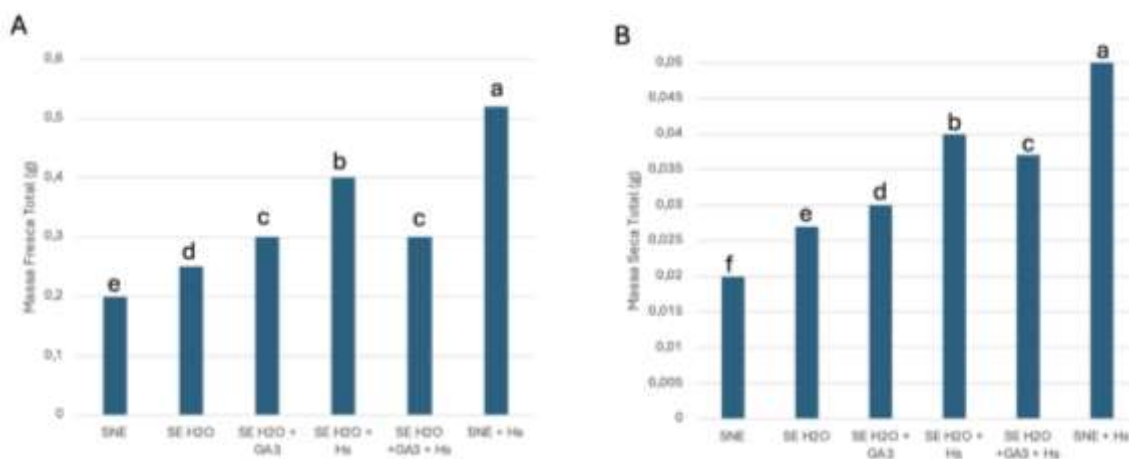 A
Massa Fresca Total (g)
0,6
0,5
0,4
0,3
0,2
0,1
0
e
d
c
b
c
a
SNE
SE H2O
SE H2O +
GA3
SE H2O +
Hs
SE H2O
+GA3 + Hs
SNE + Hs
B
Massa Seca Total (g)
0,05
0,045
0,04
0,035
0,03
0,025
0,02
0,015
0,01
0,005
0
f
e
d
b
c
a
SNE
SE H2O
SE H2O +
GA3
SE H2O +
Hs
SE H2O
+GA3 + Hs
SNE + Hs